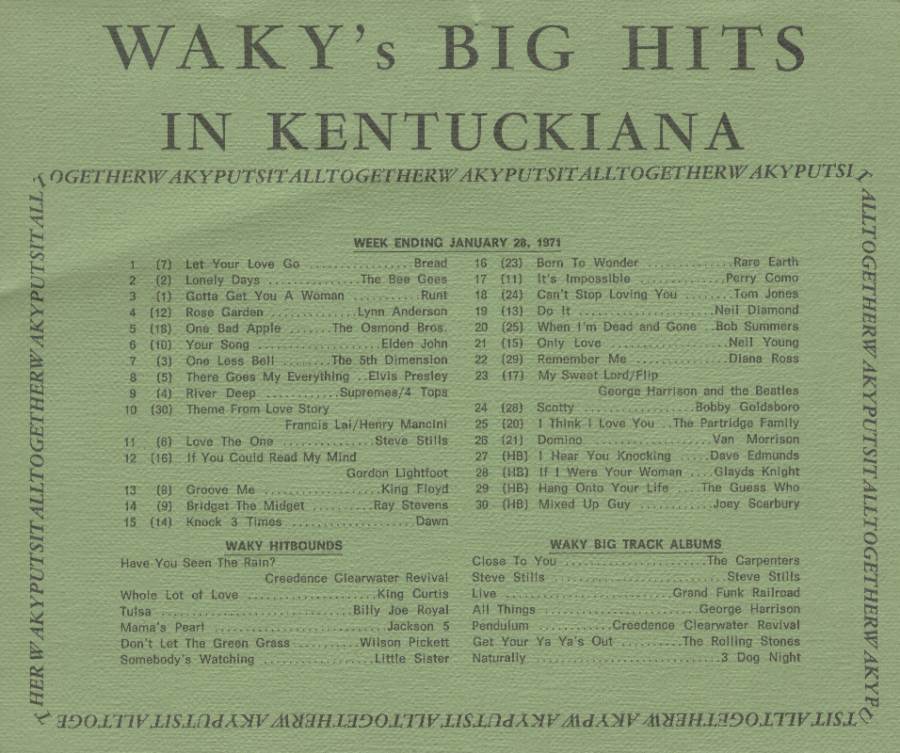 WAKY's BIG HITS
IN KENTUCKIANA
TOGETHERWAKYPUTSITALLTOGETHERWAKYPUTSITALLTOGETHERWAKYPUTSIT
WEEK ENDING JANUARY 28, 1971
1 (7) Let Your Love Go ................ Bread
2 (2) Lonely Days ............. The Bee Gees
3 (1) Gotta Get You A Woman .......... Runt
4 (12) Rose Garden .............. Lynn Anderson
5 (18) One Bad Apple ....... The Osmond Bros.
6 (10) Your Song ................ Elden John
7 (3) One Less Bell ........ The 5th Dimension
8 (5) There Goes My Everything .. Elvis Presley
9 (4) River Deep .......... Supremes/4 Tops
10 (30) Theme From Love Story
Francis Lai/Henry Mancini
11 (6) Love The One ............. Steve Stills
12 (16) If You Could Read My Mind
Gordon Lightfoot
13 (8) Groove Me ............... King Floyd
14 (9) Bridget The Midget ......... Ray Stevens
15 (14) Knock 3 Times ................ Dawn
16 (23) Born To Wonder ............ Rare Earth
17 (11) It's Impossible ........... Perry Como
18 (24) Can't Stop Loving You ....... Tom Jones
19 (13) Do It .................. Neil Diamond
20 (25) When I'm Dead and Gone .. Bob Summers
21 (15) Only Love ................ Neil Young
22 (29) Remember Me ............. Diana Ross
23 (17) My Sweet Lord/Flip
George Harrison and the Beatles
24 (28) Scotty ............... Bobby Goldsboro
25 (20) I Think I Love You .. The Partridge Family
26 (21) Domino ................ Van Morrison
27 (HB) I Hear You Knocking ..... Dave Edmunds
28 (HB) If I Were Your Woman .... Glayds Knight
29 (HB) Hang Onto Your Life .... The Guess Who
30 (HB) Mixed Up Guy ........... Joey Scarbury
WAKY HITBOUNDS
Have You Seen The Rain?
Creedence Clearwater Revival
Whole Lot of Love ................ King Curtis
Tulsa ......................... Billy Joe Royal
Mama's Pearl ..................... Jackson 5
Don't Let The Green Grass ........ Wilson Pickett
Somebody's Watching ............. Little Sister
WAKY BIG TRACK ALBUMS
Close To You .................. The Carpenters
Steve Stills ....................... Steve Stills
Live ..................... Grand Funk Railroad
All Things .................. George Harrison
Pendulum .......... Creedence Clearwater Revival
Get Your Ya Ya's Out ........ The Rolling Stones
Naturally ........................ 3 Dog Night